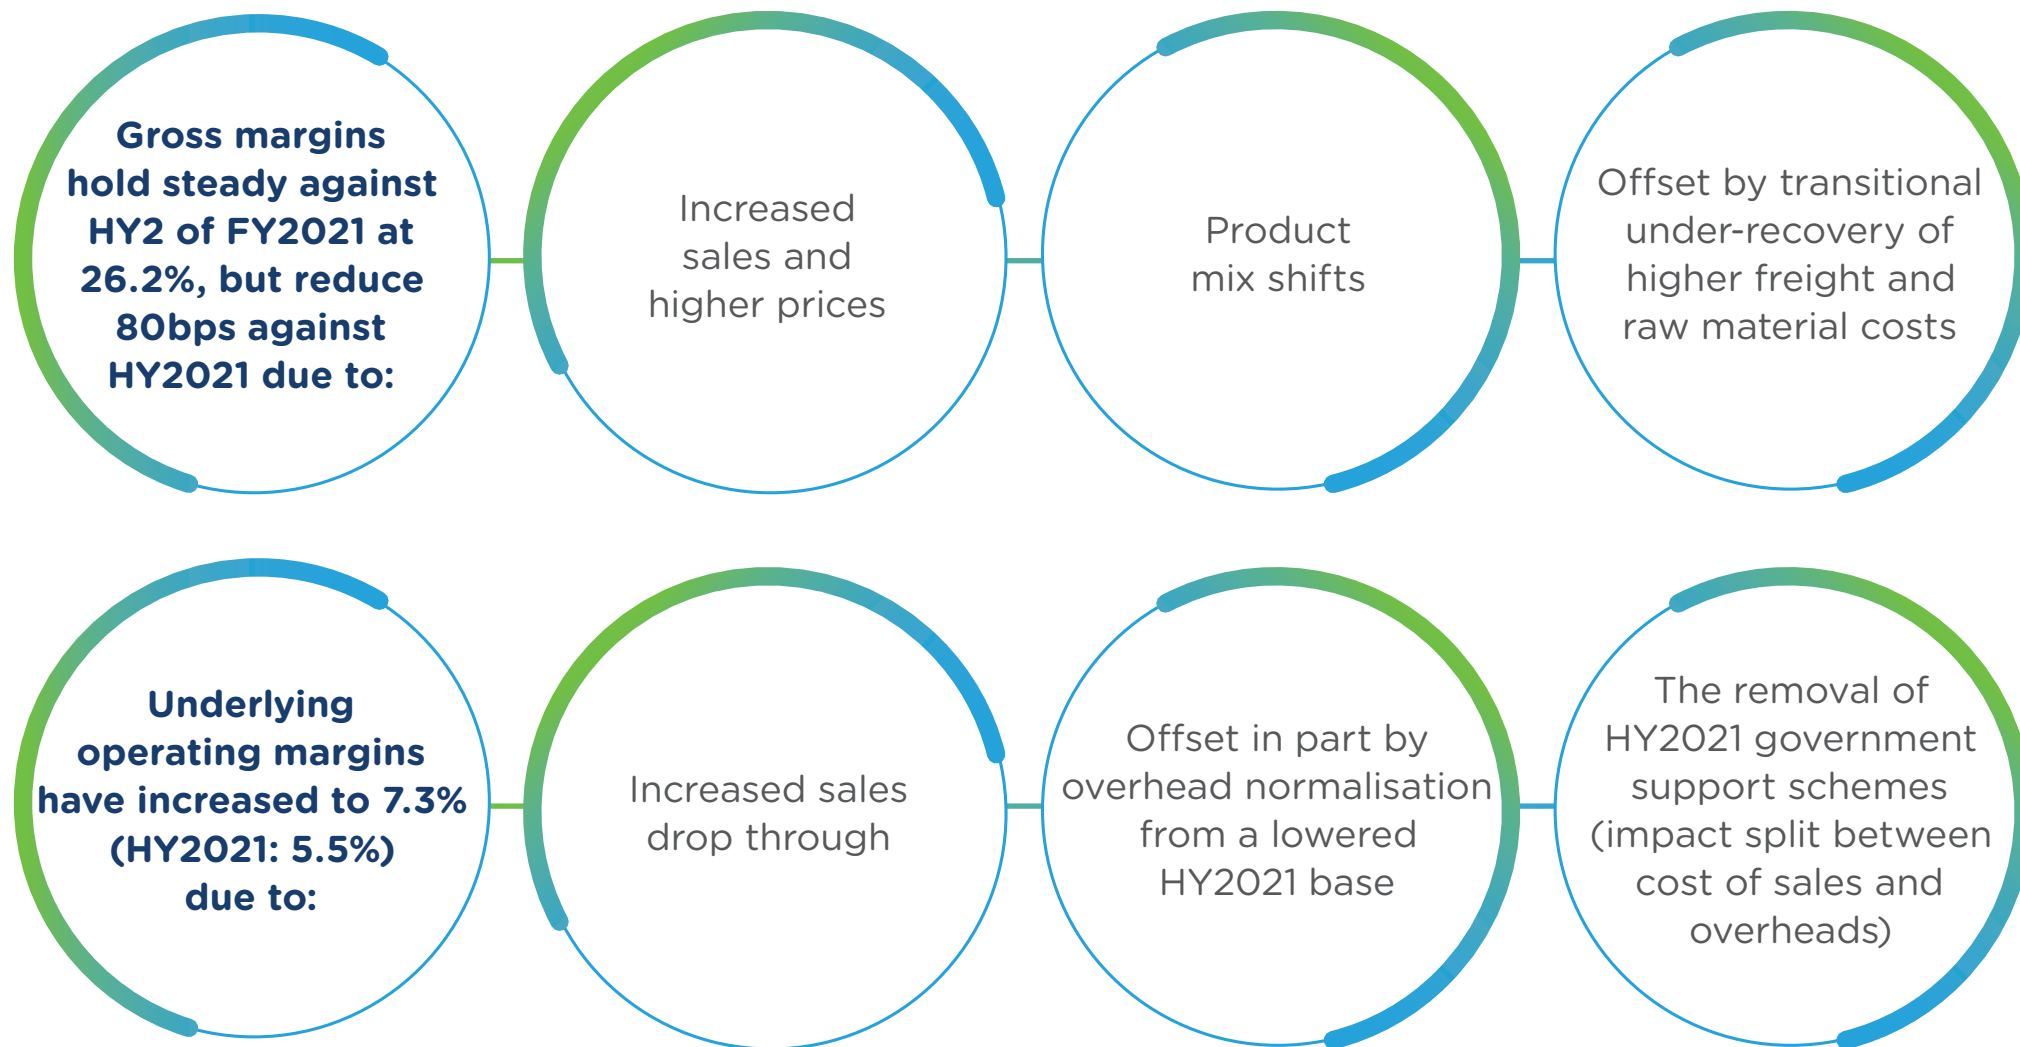 Gross margins
hold steady against
HY2 of FY2021 at
26.2%, but reduce
80bps against
HY2021 due to:
Increased
sales and
higher prices
Product
mix shifts
Offset by transitional
under-recovery of
higher freight and
raw material costs
Underlying
operating margins
have increased to 7.3%
(HY2021: 5.5%)
due to:
Increased sales
drop through
Offset in part by
overhead normalisation
from a lowered
HY2021 base
The removal of
HY2021 government
support schemes
(impact split between
cost of sales and
overheads)